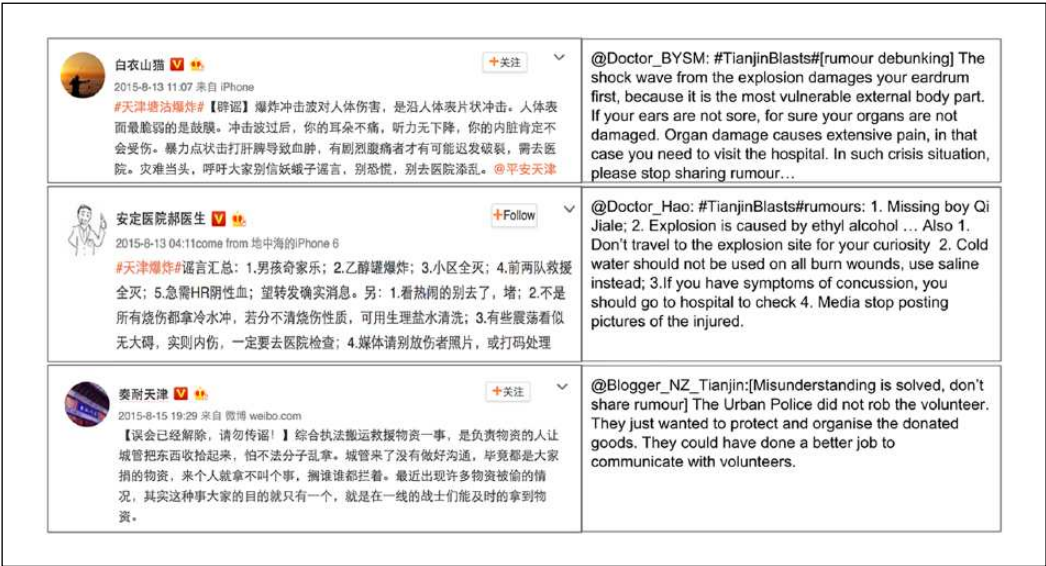 白衣山猫
+关注
2015-8-13 11:07 来自 iPhone
#天津塘沽爆炸#【辟谣】爆炸冲击波对人体伤害，是沿人体表片状冲击。人体表
面最脆弱的是鼓膜。冲击波过后，你的耳朵不痛，听力无下降，你的内脏肯定不
会受伤。暴力点状击打肝脾导致血肿，有剧烈腹痛者才有可能迟发破裂，需去医
院。灾难当头，呼吁大家别信妖蛾子谣言，别恐慌，别去医院添乱。@平安天津
@Doctor_BYSM: #TianjinBlasts#[rumour debunking] The
shock wave from the explosion damages your eardrum
first, because it is the most vulnerable external body part.
If your ears are not sore, for sure your organs are not
damaged. Organ damage causes extensive pain, in that
case you need to visit the hospital. In such crisis situation,
please stop sharing rumour…
安定医院郝医生
+Follow
2015-8-13 04:11come from 地中海的iPhone 6
#天津爆炸#谣言汇总：1.男孩奇家乐；2.乙醇罐爆炸；3.小区全灭；4.前两队救援
全灭；5.急需HR阴性血；望转发确实消息。另：1.看热闹的别去了，堵；2.不是
所有烧伤都拿冷水冲，若分不清烧伤性质，可用生理盐水清洗；3.有些震荡看似
无大碍，实则内伤，一定要去医院检查；4.媒体请别放伤者照片，或打码处理
@Doctor_Hao: #TianjinBlasts#rumours: 1. Missing boy Qi
Jiale; 2. Explosion is caused by ethyl alcohol … Also 1.
Don't travel to the explosion site for your curiosity 2. Cold
water should not be used on all burn wounds, use saline
instead; 3.If you have symptoms of concussion, you
should go to hospital to check 4. Media stop posting
pictures of the injured.
奏耐天津
+关注
2015-8-15 19:29 来自 微博 weibo.com
【误会已经解除，请勿传谣！】综合执法搬运救援物资一事，是负责物资的人让
城管把东西收拾起来，怕不法分子乱拿。城管来了没有做好沟通，毕竟都是大家
捐的物资，来个人就拿不叫个事，搁谁谁都拦着。最近出现许多物资被偷的情
况，其实这种事大家的目的就只有一个，就是在一线的战士们能及时的拿到物
资。
@Blogger_NZ_Tianjin:[Misunderstanding is solved, don't
share rumour] The Urban Police did not rob the volunteer.
They just wanted to protect and organise the donated
goods. They could have done a better job to
communicate with volunteers.